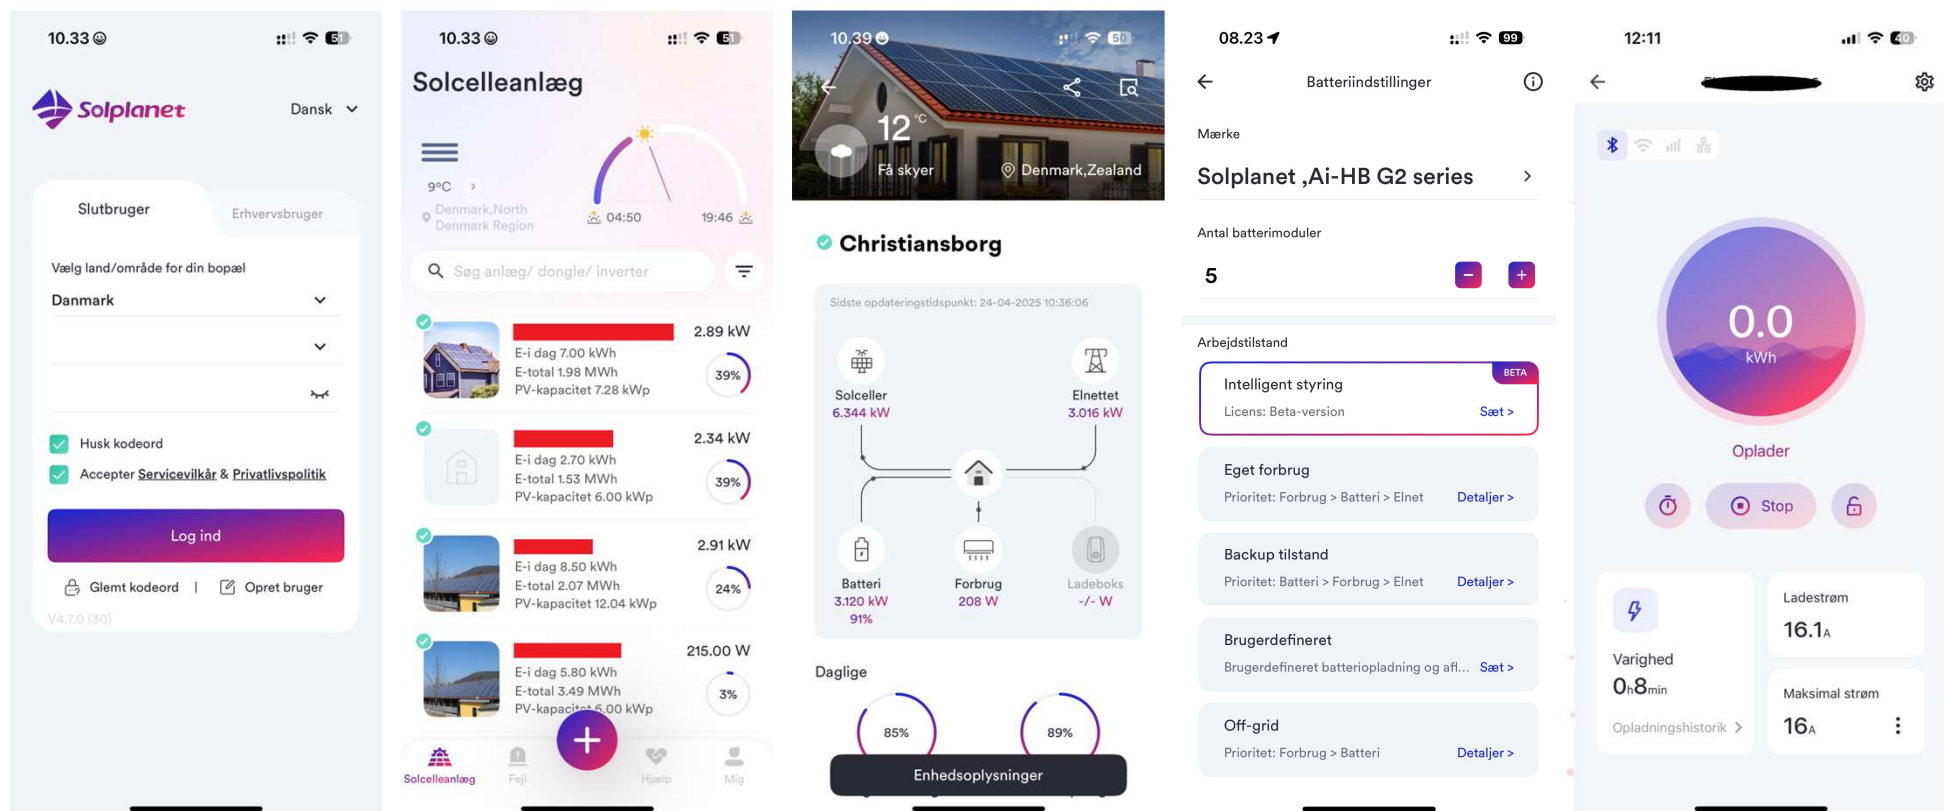 10.33
51
Solplanet
Dansk
Slutbruger
Erhvervsbruger
Vælg land/område for din bopæl
Danmark
Husk kodeord
Accepter Servicevilkår & Privatlivspolitik
Log ind
Glemt kodeord | Opret bruger
V4.7.0 (30)
10.33
51
Solcelleanlæg
9°C
Denmark,North
Denmark Region
04:50
19:46
Søg anlæg/ dongle/ inverter
2.89 kW
E-i dag 7.00 kWh
E-total 1.98 MWh
PV-kapacitet 7.28 kWp
39%
2.34 kW
E-i dag 2.70 kWh
E-total 1.53 MWh
PV-kapacitet 6.00 kWp
39%
2.91 kW
E-i dag 8.50 kWh
E-total 2.07 MWh
PV-kapacitet 12.04 kWp
24%
215.00 W
E-i dag 5.80 kWh
E-total 3.49 MWh
PV-kapacitet 6.00 kWp
3%
Solcelleanlæg
Fejl
Hjælp
Mig
10.39
50
12 °C
Få skyer
Denmark,Zealand
Christiansborg
Sidste opdateringstidspunkt: 24-04-2025 10:36:06
Solceller
6.344 kW
Elnettet
3.016 kW
Batteri
3.120 kW
91%
Forbrug
208 W
Ladeboks
-/- W
Daglige
85%
89%
Enhedsoplysninger
08.23
99
Batteriindstillinger
Mærke
Solplanet ,Ai-HB G2 series
Antal batterimoduler
5
Arbejdstilstand
BETA
Intelligent styring
Licens: Beta-version
Sæt >
Eget forbrug
Prioritet: Forbrug > Batteri > Elnet
Detaljer >
Backup tilstand
Prioritet: Batteri > Forbrug > Elnet
Detaljer >
Brugerdefineret
Brugerdefineret batteriopladning og afl...
Sæt >
Off-grid
Prioritet: Forbrug > Batteri
Detaljer >
12:11
40
0.0
kWh
Oplader
Stop
Varighed
0h8min
Opladningshistorik
Ladestrøm
16.1A
Maksimal strøm
16A